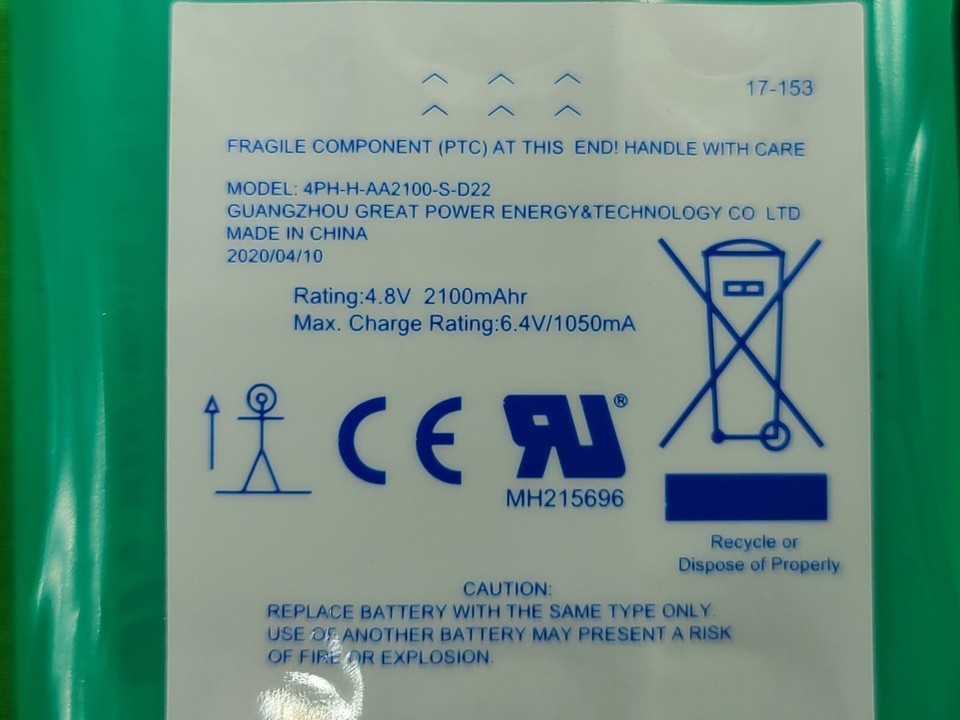 17-153
FRAGILE COMPONENT (PTC) AT THIS END! HANDLE WITH CARE
MODEL: 4PH-H-AA2100-S-D22
GUANGZHOU GREAT POWER ENERGY&TECHNOLOGY CO LTD
MADE IN CHINA
2020/04/10
Rating:4.8V 2100mAhr
Max. Charge Rating:6.4V/1050mA
CE RU®
MH215696
Recycle or
Dispose of Properly
CAUTION:
REPLACE BATTERY WITH THE SAME TYPE ONLY.
USE OF ANOTHER BATTERY MAY PRESENT A RISK
OF FIRE OR EXPLOSION.